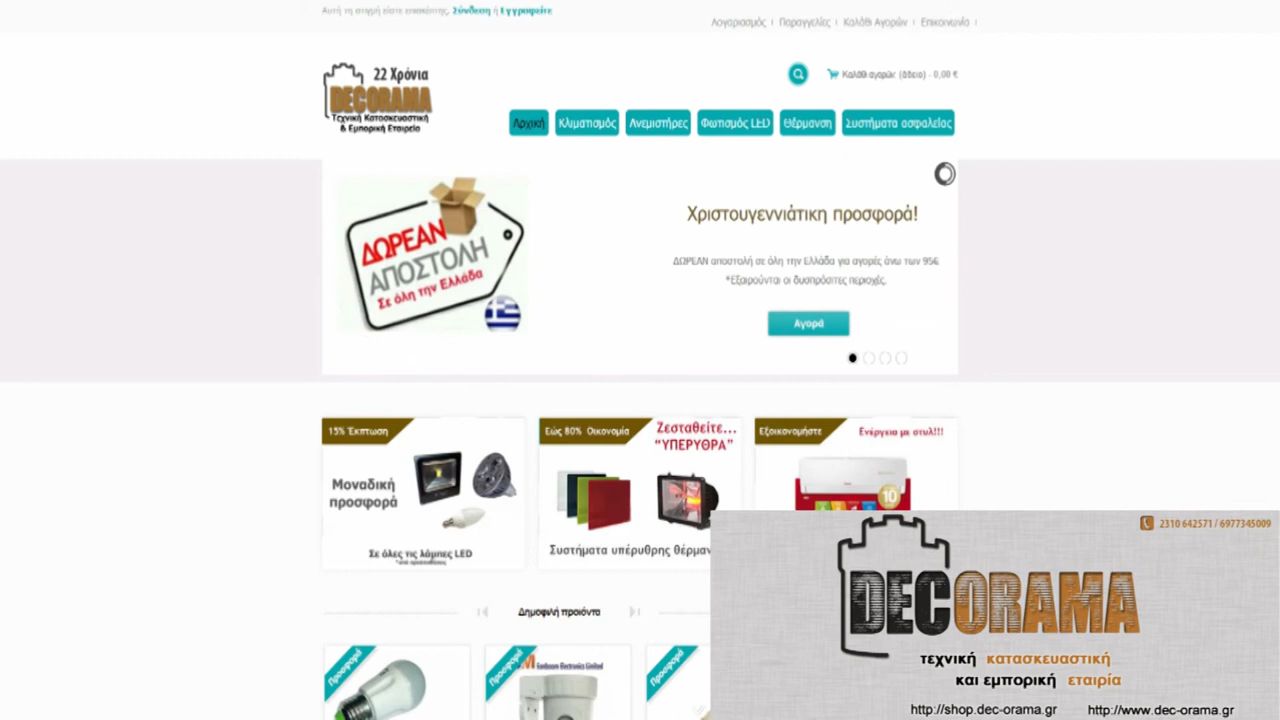 Αυτή τη στιγμή είστε επισκέπτης. Σύνδεση ή Εγγραφείτε
Λογαριασμός | Παραγγελίες | Καλάθι Αγορών | Επικοινωνία |
22 Χρόνια
DECORAMA
Τεχνική Κατασκευαστική
& Εμπορική Εταιρεία
Καλάθι αγορών: (άδειο) - 0,00 €
Αρχική
Κλιματισμός
Ανεμιστήρες
Φωτισμός LED
Θέρμανση
Συστήματα ασφαλείας
ΔΩΡΕΑΝ
ΑΠΟΣΤΟΛΗ
Σε όλη την Ελλάδα
Χριστουγεννιάτικη προσφορά!
ΔΩΡΕΑΝ αποστολή σε όλη την Ελλάδα για αγορές άνω των 95€
*Εξαιρούνται οι δυσπρόσιτες περιοχές.
Αγορά
15% Έκπτωση
Μοναδική
προσφορά
Σε όλες τις λάμπες LED
Εώς 80% Οικονομία
Ζεσταθείτε...
“ΥΠΕΡΥΘΡΑ”
Συστήματα υπέρυθρης θέρμαν
Εξοικονομήστε
Ενέργεια με στυλ!!!
10
Δημοφιλή προϊόντα
Προσφορά
Προσφορά
Eonboom Electronics Limited
Προσφορά
2310 642571 / 6977345009
DECORAMA
τεχνική κατασκευαστική
και εμπορική εταιρία
http://shop.dec-orama.gr
http://www.dec-orama.gr